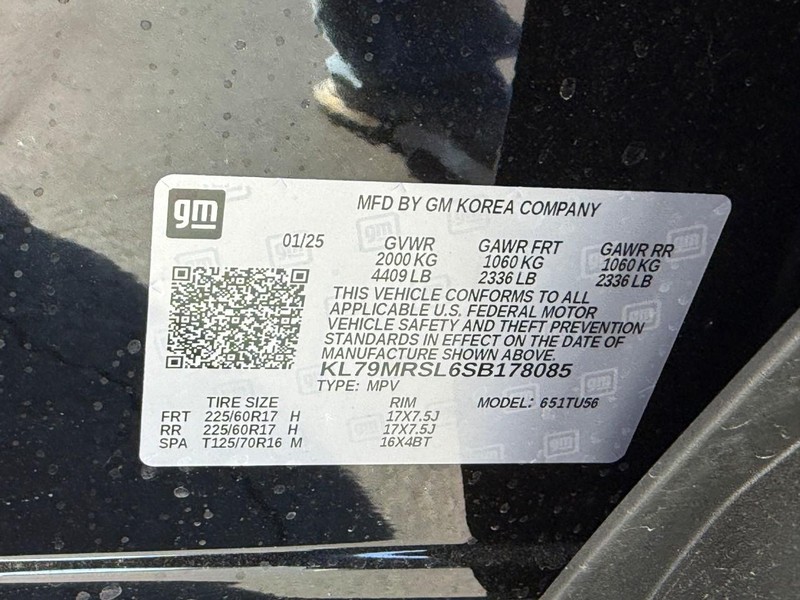 gm
MFD BY GM KOREA COMPANY
01/25 GVWR GAWR FRT GAWR RR
2000 KG 1060 KG 1060 KG
4409 LB 2336 LB 2336 LB
THIS VEHICLE CONFORMS TO ALL
APPLICABLE U.S. FEDERAL MOTOR
VEHICLE SAFETY AND THEFT PREVENTION
STANDARDS IN EFFECT ON THE DATE OF
MANUFACTURE SHOWN ABOVE.
KL79MRSL6SB178085
TYPE: MPV
TIRE SIZE RIM MODEL: 651TU56
FRT 225/60R17 H 17X7.5J
RR 225/60R17 H 17X7.5J
SPA T125/70R16 M 16X4BT